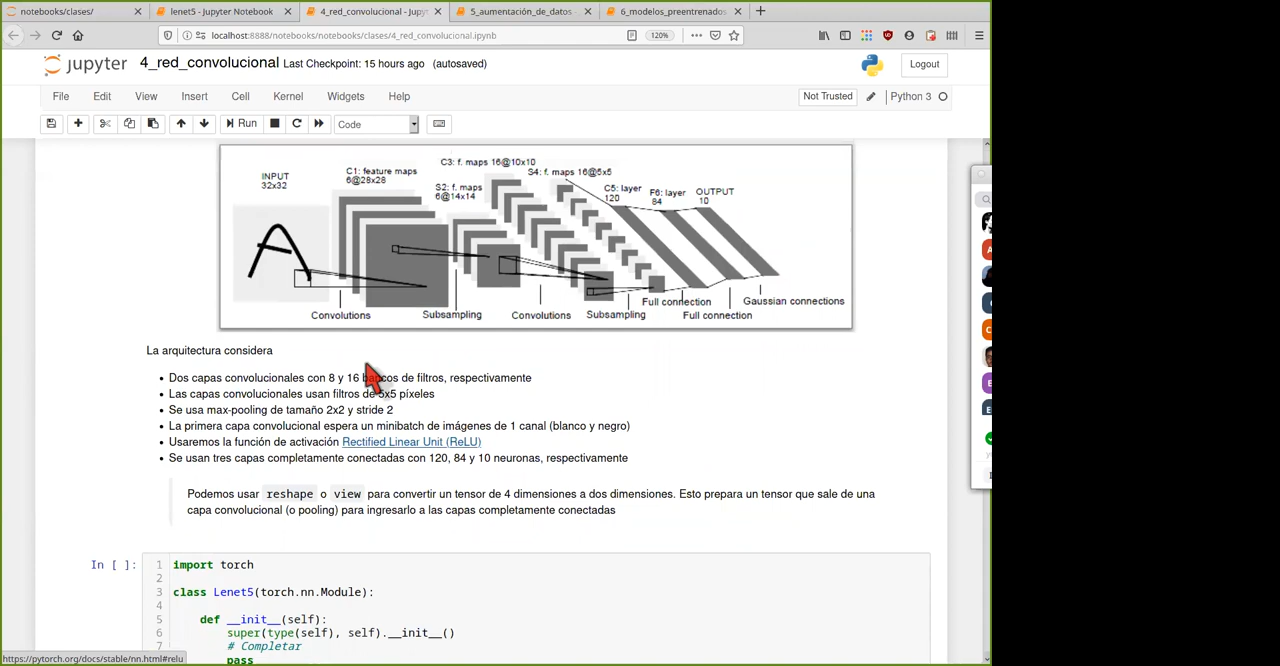 notebooks/clases/
lenet5 - Jupyter Notebook
4_red_convolucional - Jupyt
5_aumentación_de_datos -
6_modelos_preentrenados
localhost:8888/notebooks/notebooks/clases/4_red_convolucional.ipynb
120%
jupyter 4_red_convolucional Last Checkpoint: 15 hours ago (autosaved)
Logout
File Edit View Insert Cell Kernel Widgets Help
Not Trusted
Python 3
Run
Code
INPUT
32x32
C1: feature maps
6@28x28
C3: f. maps 16@10x10
S2: f. maps
6@14x14
S4: f. maps 16@5x5
C5: layer
120
F6: layer
84
OUTPUT
10
Convolutions
Subsampling
Convolutions
Subsampling
Full connection
Full connection
Gaussian connections
La arquitectura considera
Dos capas convolucionales con 8 y 16 bancos de filtros, respectivamente
Las capas convolucionales usan filtros de 5x5 píxeles
Se usa max-pooling de tamaño 2x2 y stride 2
La primera capa convolucional espera un minibatch de imágenes de 1 canal (blanco y negro)
Usaremos la función de activación Rectified Linear Unit (ReLU)
Se usan tres capas completamente conectadas con 120, 84 y 10 neuronas, respectivamente
Podemos usar reshape o view para convertir un tensor de 4 dimensiones a dos dimensiones. Esto prepara un tensor que sale de una
capa convolucional (o pooling) para ingresarlo a las capas completamente conectadas
In [ ]:
1 import torch
2
3 class Lenet5(torch.nn.Module):
4
5 def __init__(self):
6 super(type(self), self).__init__()
7 # Completar
pass
https://pytorch.org/docs/stable/nn.html#relu